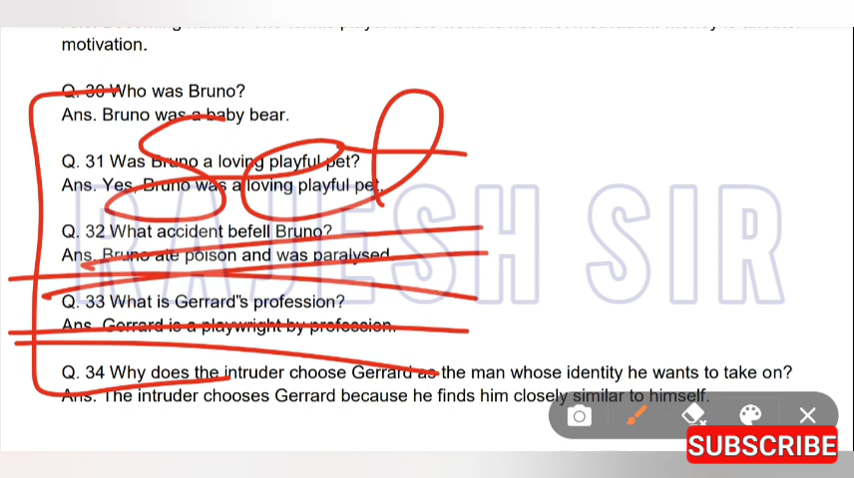 motivation.
Q. 30 Who was Bruno?
Ans. Bruno was a baby bear.
Q. 31 Was Bruno a loving playful pet?
Ans. Yes, Bruno was a loving playful pet.
Q. 32 What accident befell Bruno?
Ans. Bruno ate poison and was paralysed.
Q. 33 What is Gerrard"s profession?
Ans. Gerrard is a playwright by profession.
Q. 34 Why does the intruder choose Gerrard as the man whose identity he wants to take on?
Ans. The intruder chooses Gerrard because he finds him closely similar to himself.
RAJESH SIR
SUBSCRIBE